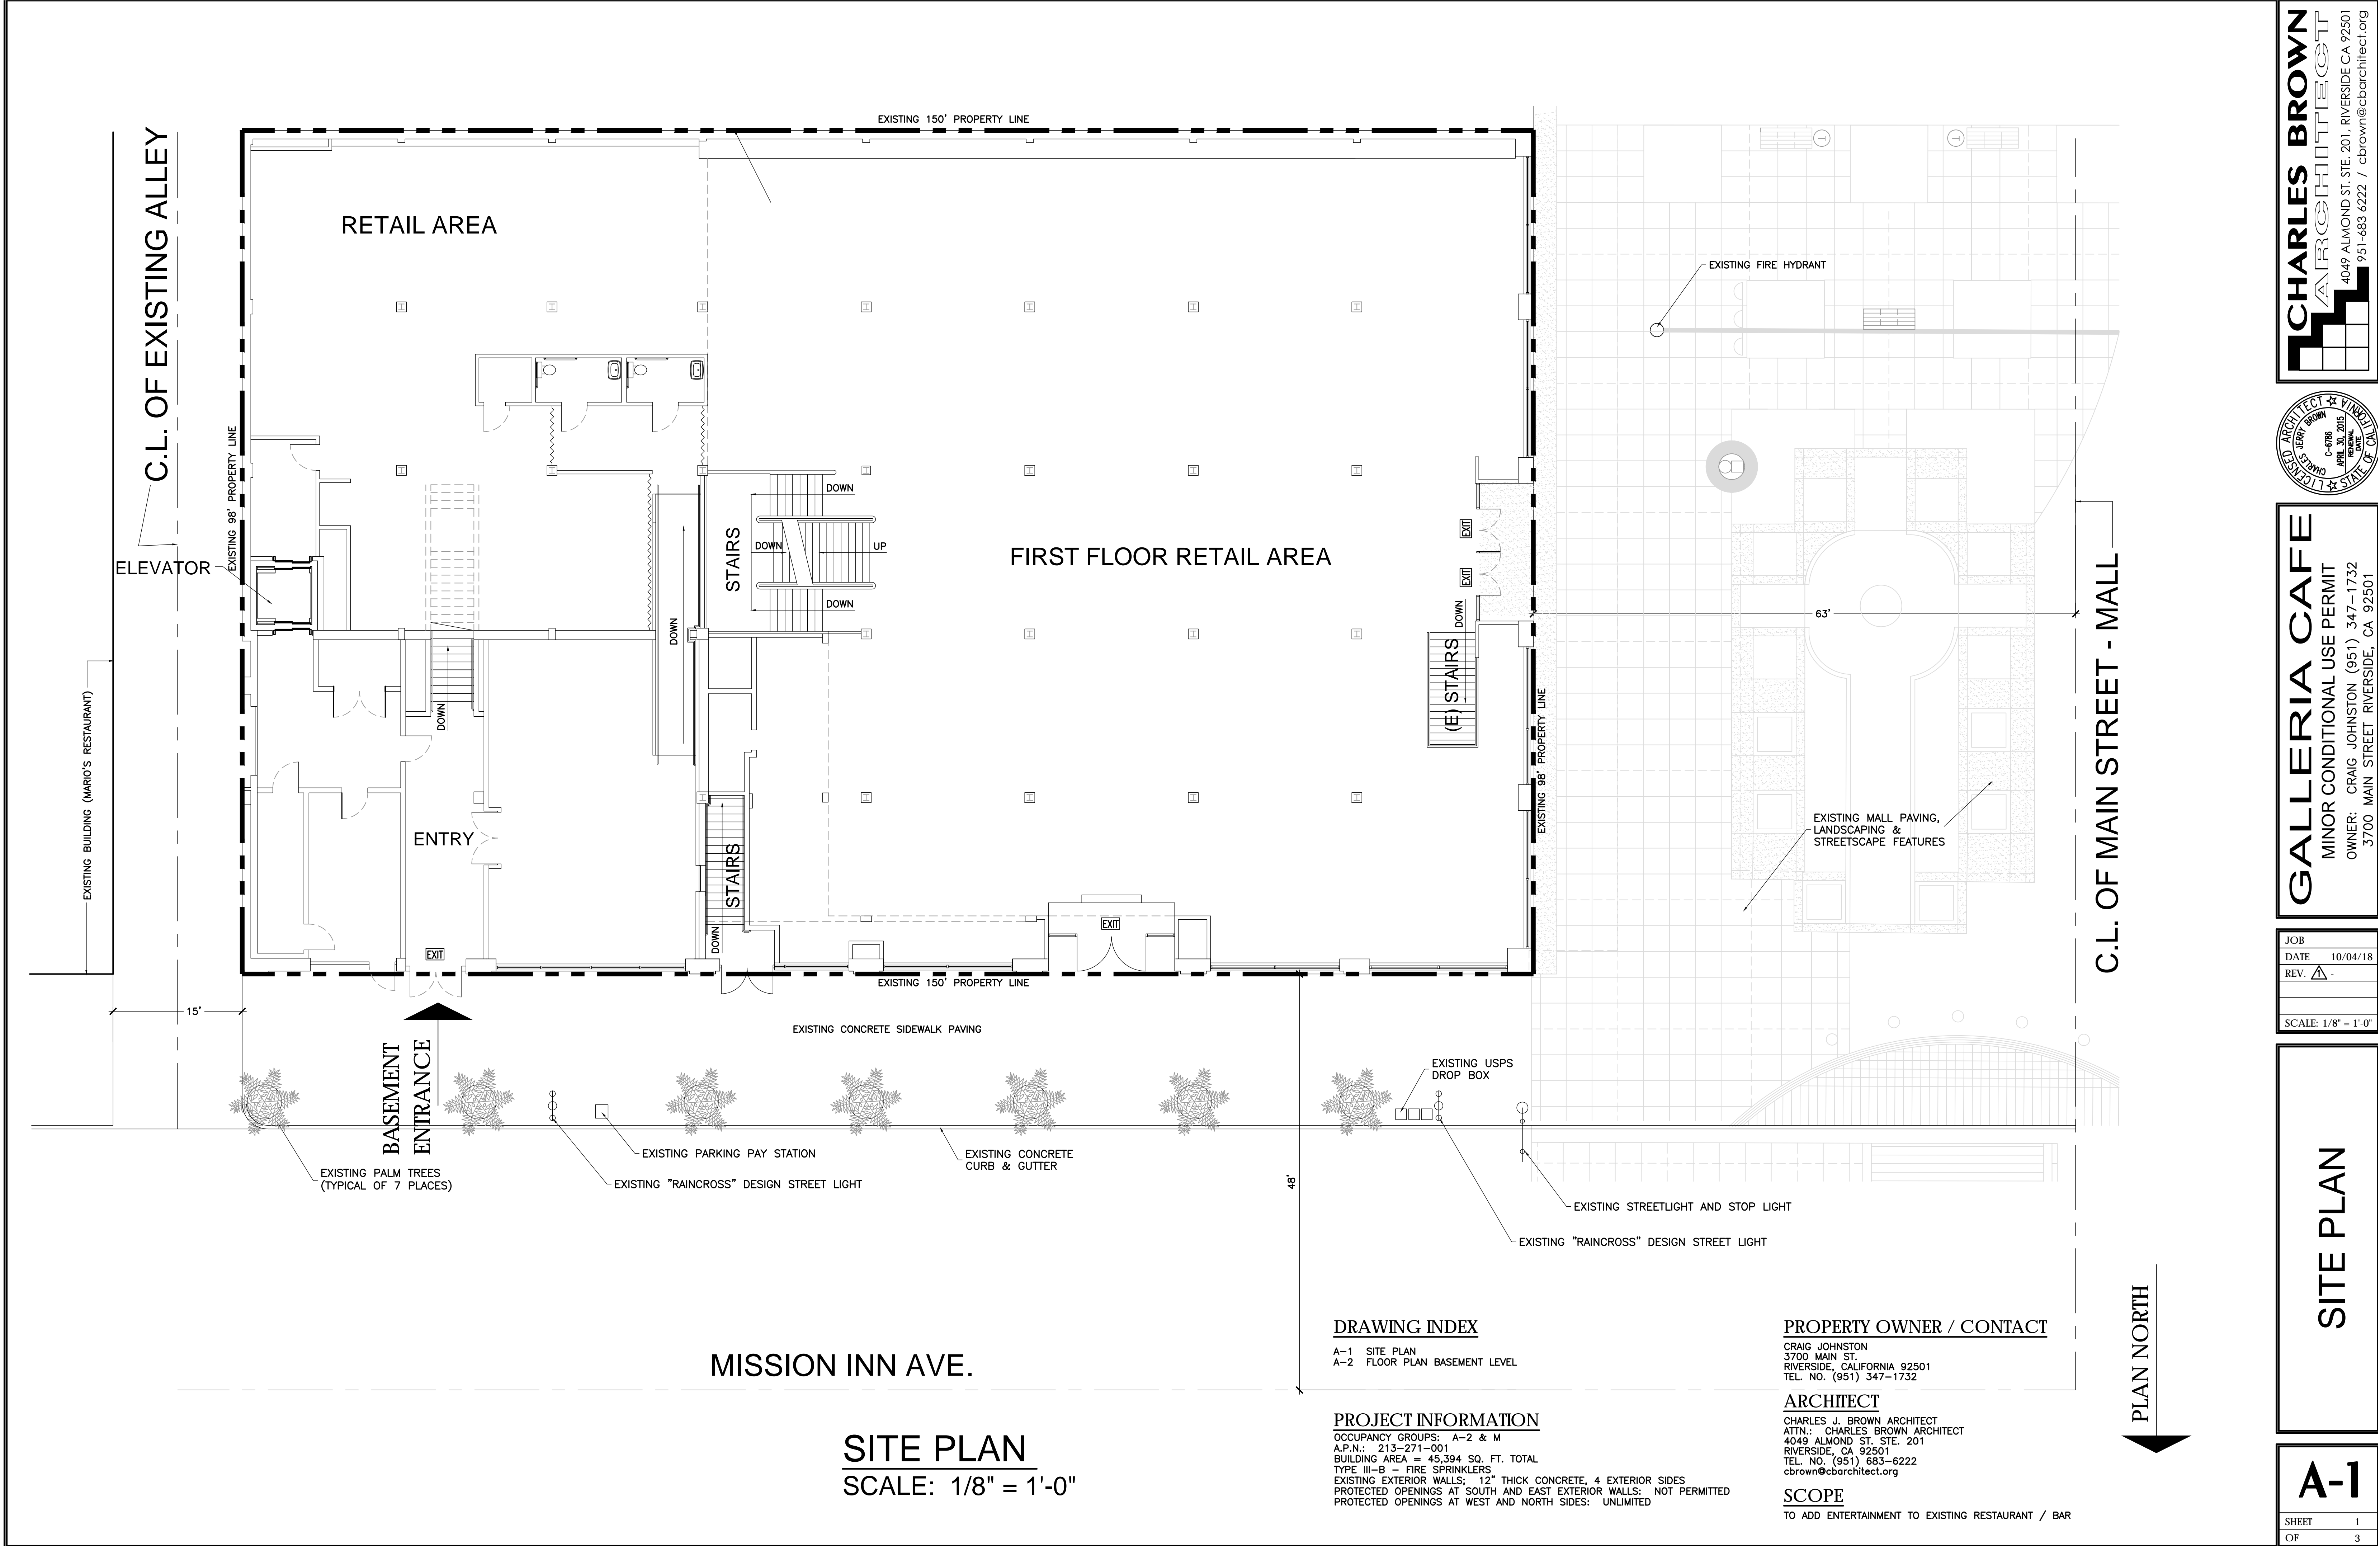 EXISTING 150' PROPERTY LINE
C.L. OF EXISTING ALLEY
RETAIL AREA
EXISTING FIRE HYDRANT
EXISTING 98' PROPERTY LINE
ELEVATOR
DOWN
DOWN
UP
DOWN
STAIRS
DOWN
FIRST FLOOR RETAIL AREA
EXIT
EXIT
DOWN
(E) STAIRS
63'
C.L. OF MAIN STREET - MALL
EXISTING BUILDING (MARIO'S RESTAURANT)
DOWN
EXISTING 98' PROPERTY LINE
ENTRY
STAIRS
DOWN
EXISTING MALL PAVING,
LANDSCAPING &
STREETSCAPE FEATURES
EXIT
EXIT
EXISTING 150' PROPERTY LINE
15'
EXISTING CONCRETE SIDEWALK PAVING
BASEMENT
ENTRANCE
EXISTING USPS
DROP BOX
EXISTING PARKING PAY STATION
EXISTING CONCRETE
CURB & GUTTER
EXISTING PALM TREES
(TYPICAL OF 7 PLACES)
EXISTING "RAINCROSS" DESIGN STREET LIGHT
48'
EXISTING STREETLIGHT AND STOP LIGHT
EXISTING "RAINCROSS" DESIGN STREET LIGHT
MISSION INN AVE.
SITE PLAN
SCALE: 1/8" = 1'-0"
DRAWING INDEX
A-1 SITE PLAN
A-2 FLOOR PLAN BASEMENT LEVEL
PROJECT INFORMATION
OCCUPANCY GROUPS: A-2 & M
A.P.N.: 213-271-001
BUILDING AREA = 45,394 SQ. FT. TOTAL
TYPE III-B - FIRE SPRINKLERS
EXISTING EXTERIOR WALLS; 12" THICK CONCRETE, 4 EXTERIOR SIDES
PROTECTED OPENINGS AT SOUTH AND EAST EXTERIOR WALLS: NOT PERMITTED
PROTECTED OPENINGS AT WEST AND NORTH SIDES: UNLIMITED
PROPERTY OWNER / CONTACT
CRAIG JOHNSTON
3700 MAIN ST.
RIVERSIDE, CALIFORNIA 92501
TEL. NO. (951) 347-1732
ARCHITECT
CHARLES J. BROWN ARCHITECT
ATTN.: CHARLES BROWN ARCHITECT
4049 ALMOND ST. STE. 201
RIVERSIDE, CA 92501
TEL. NO. (951) 683-6222
cbrown@cbarchitect.org
SCOPE
TO ADD ENTERTAINMENT TO EXISTING RESTAURANT / BAR
PLAN NORTH
CHARLES BROWN
ARCHITECT
4049 ALMOND ST. STE. 201, RIVERSIDE CA 92501
951-683 6222 / cbrown@cbarchitect.org
LICENSED ARCHITECT
CHARLES JERRY BROWN
C-6786
APRIL 30, 2015
RENEWAL
DATE
STATE OF CALIFORNIA
GALLERIA CAFE
MINOR CONDITIONAL USE PERMIT
OWNER: CRAIG JOHNSTON (951) 347-1732
3700 MAIN STREET RIVERSIDE, CA 92501
JOB
DATE 10/04/18
REV. 1 -
SCALE: 1/8" = 1'-0"
SITE PLAN
A-1
SHEET 1
OF 3